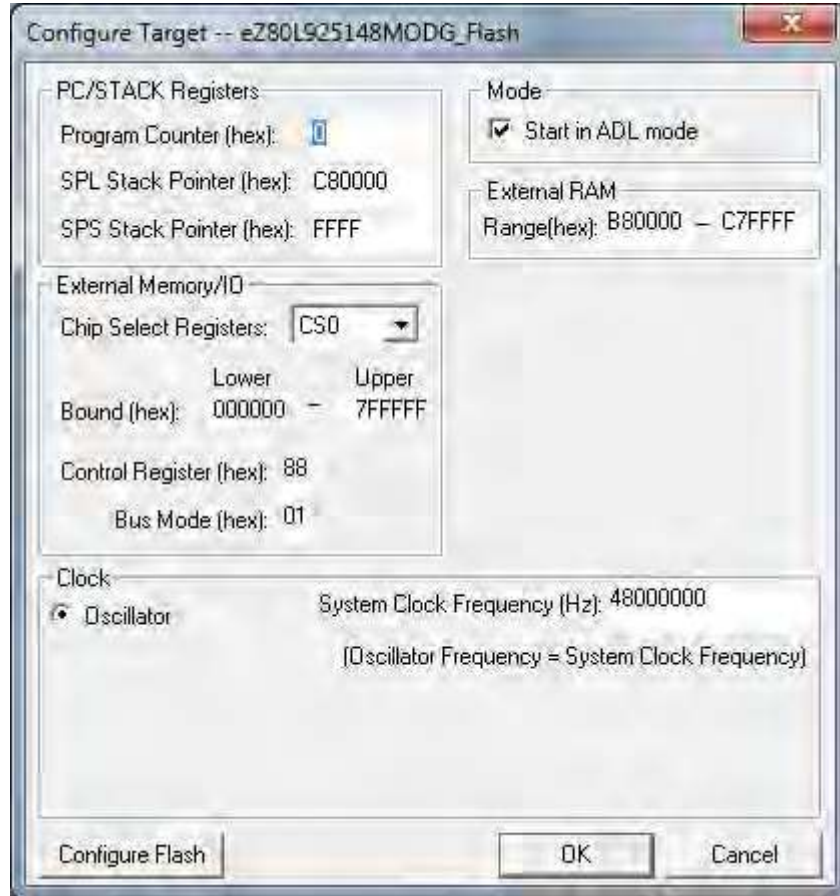 Configure Target -- eZ80L925148MODG_Flash
PC/STACK Registers
Program Counter (hex): 0
SPL Stack Pointer (hex): C80000
SPS Stack Pointer (hex): FFFF
Mode
Start in ADL mode
External RAM
Range(hex): B80000 - C7FFFF
External Memory/IO
Chip Select Registers: CS0
Lower Upper
Bound (hex): 000000 - 7FFFFF
Control Register (hex): 88
Bus Mode (hex): 01
Clock
Oscillator
System Clock Frequency (Hz): 48000000
(Oscillator Frequency = System Clock Frequency)
Configure Flash
OK
Cancel